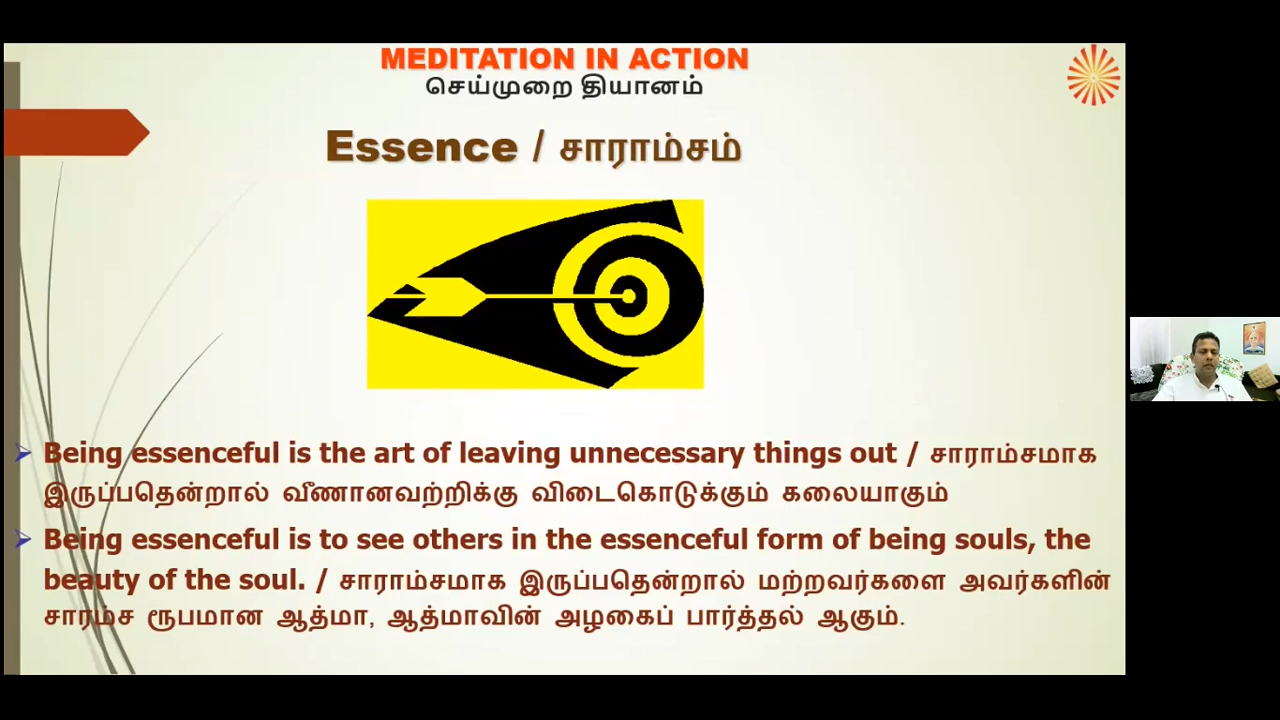 MEDITATION IN ACTION
செய்முறை தியானம்
Essence / சாராம்சம்
Being essenceful is the art of leaving unnecessary things out / சாராம்சமாக
இருப்பதென்றால் வீணானவற்றிக்கு விடைகொடுக்கும் கலையாகும்
Being essenceful is to see others in the essenceful form of being souls, the
beauty of the soul. / சாராம்சமாக இருப்பதென்றால் மற்றவர்களை அவர்களின்
சாரம்ச ரூபமான ஆத்மா, ஆத்மாவின் அழகைப் பார்த்தல் ஆகும்.